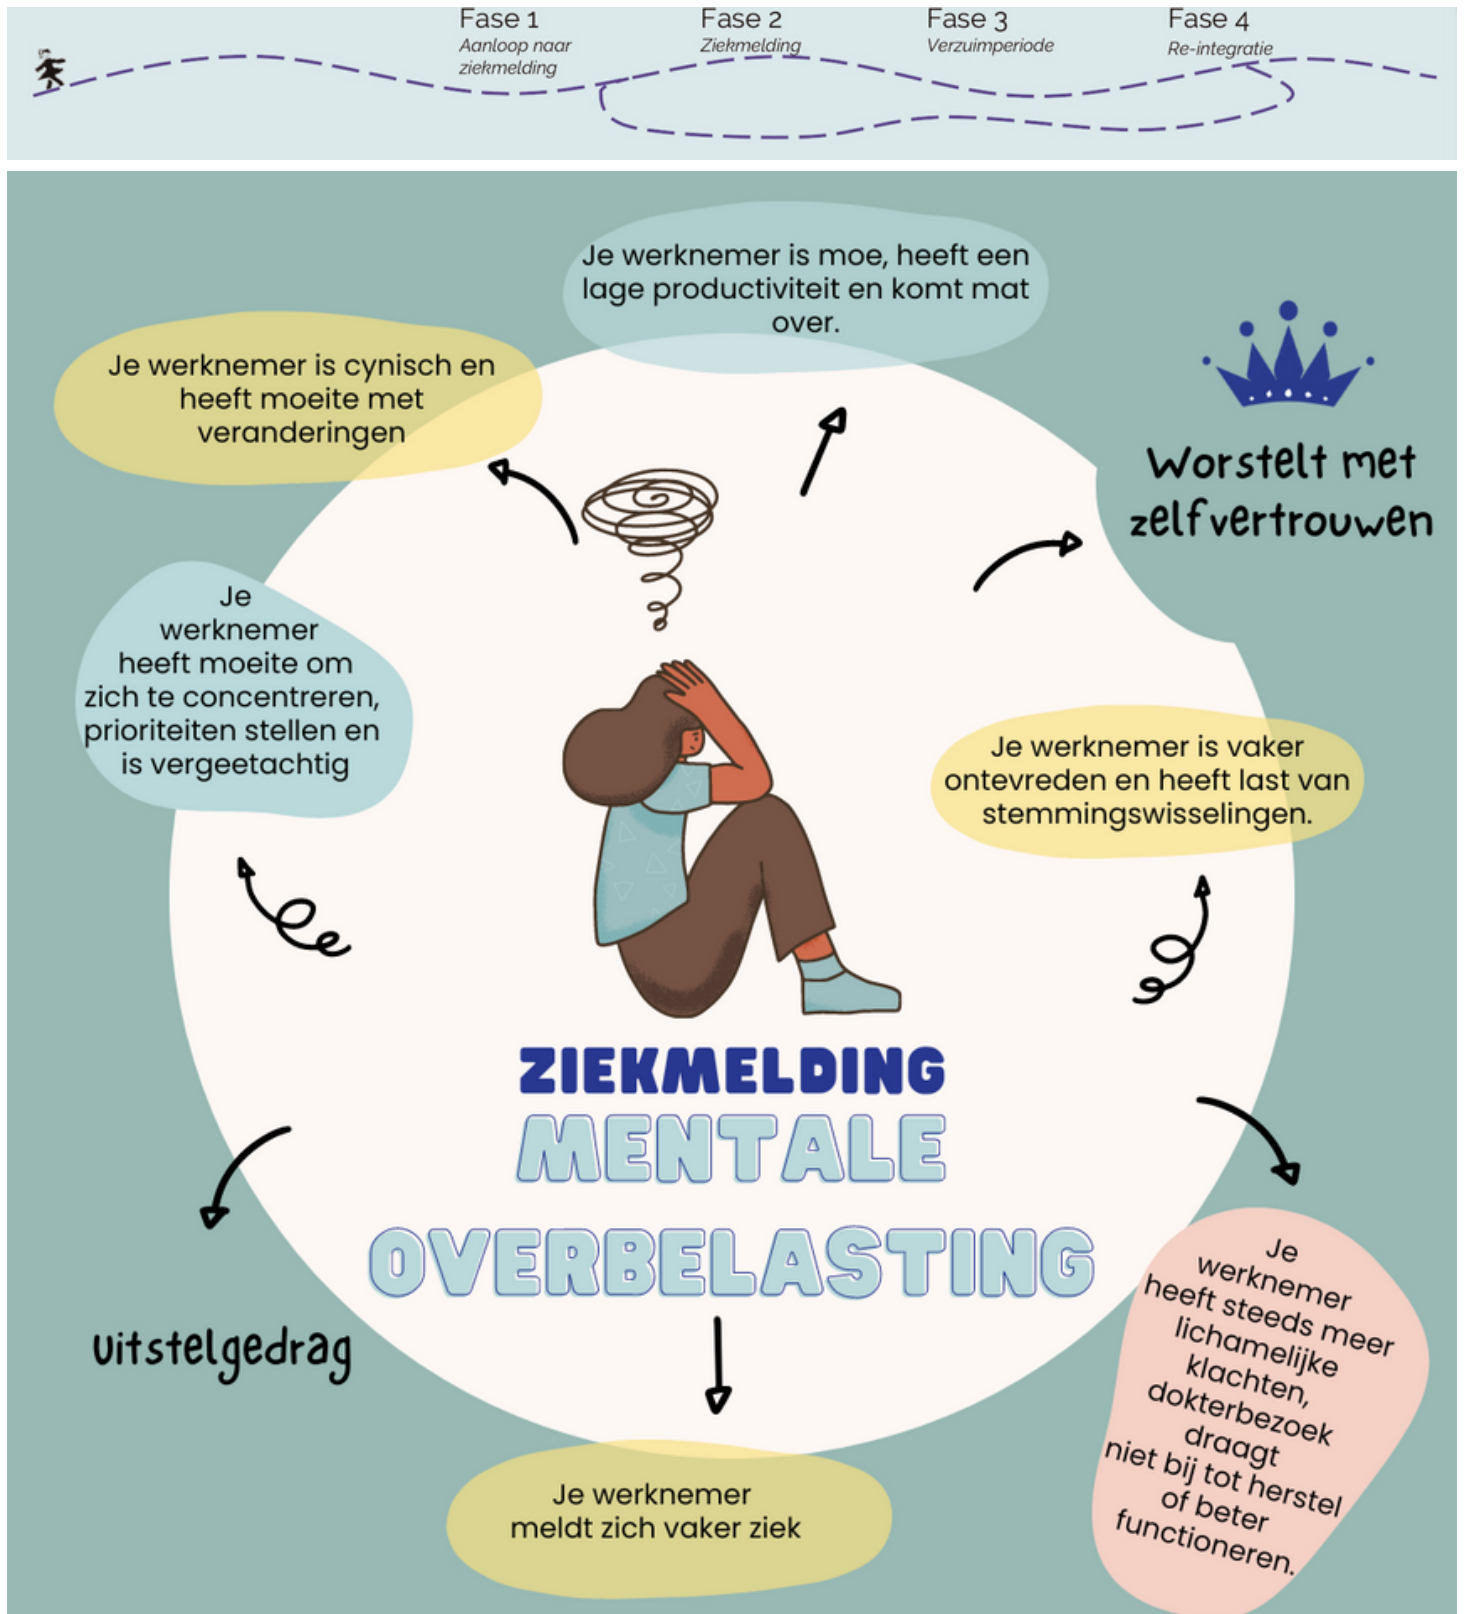 Fase 1
Aanloop naar
ziekmelding
Fase 2
Ziekmelding
Fase 3
Verzuimperiode
Fase 4
Re-integratie
Je werknemer is moe, heeft een
lage productiviteit en komt mat
over.
Je werknemer is cynisch en
heeft moeite met
veranderingen
Worstelt met
zelfvertrouwen
Je
werknemer
heeft moeite om
zich te concentreren,
prioriteiten stellen en
is vergeetachtig
Je werknemer is vaker
ontevreden en heeft last van
stemmingswisselingen.
ZIEKMELDING
MENTALE
OVERBELASTING
uitstelgedrag
Je
werknemer
heeft steeds meer
lichamelijke
klachten,
dokterbezoek
draagt
niet bij tot herstel
of beter
functioneren.
Je werknemer
meldt zich vaker ziek